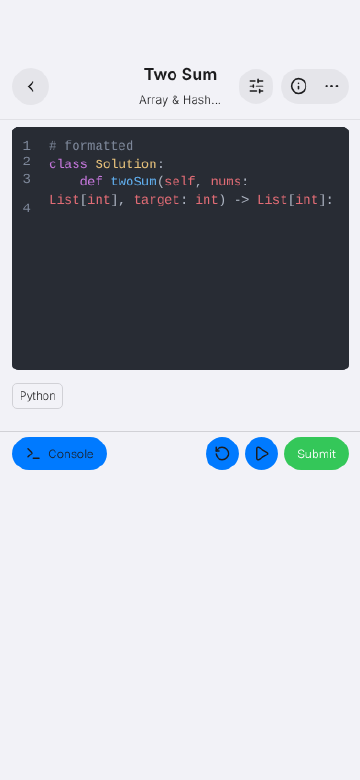 Two Sum
Array & Hash...
1 # formatted
2 class Solution:
3     def twoSum(self, nums:
List[int], target: int) -> List[int]:
4
Python
Console
Submit